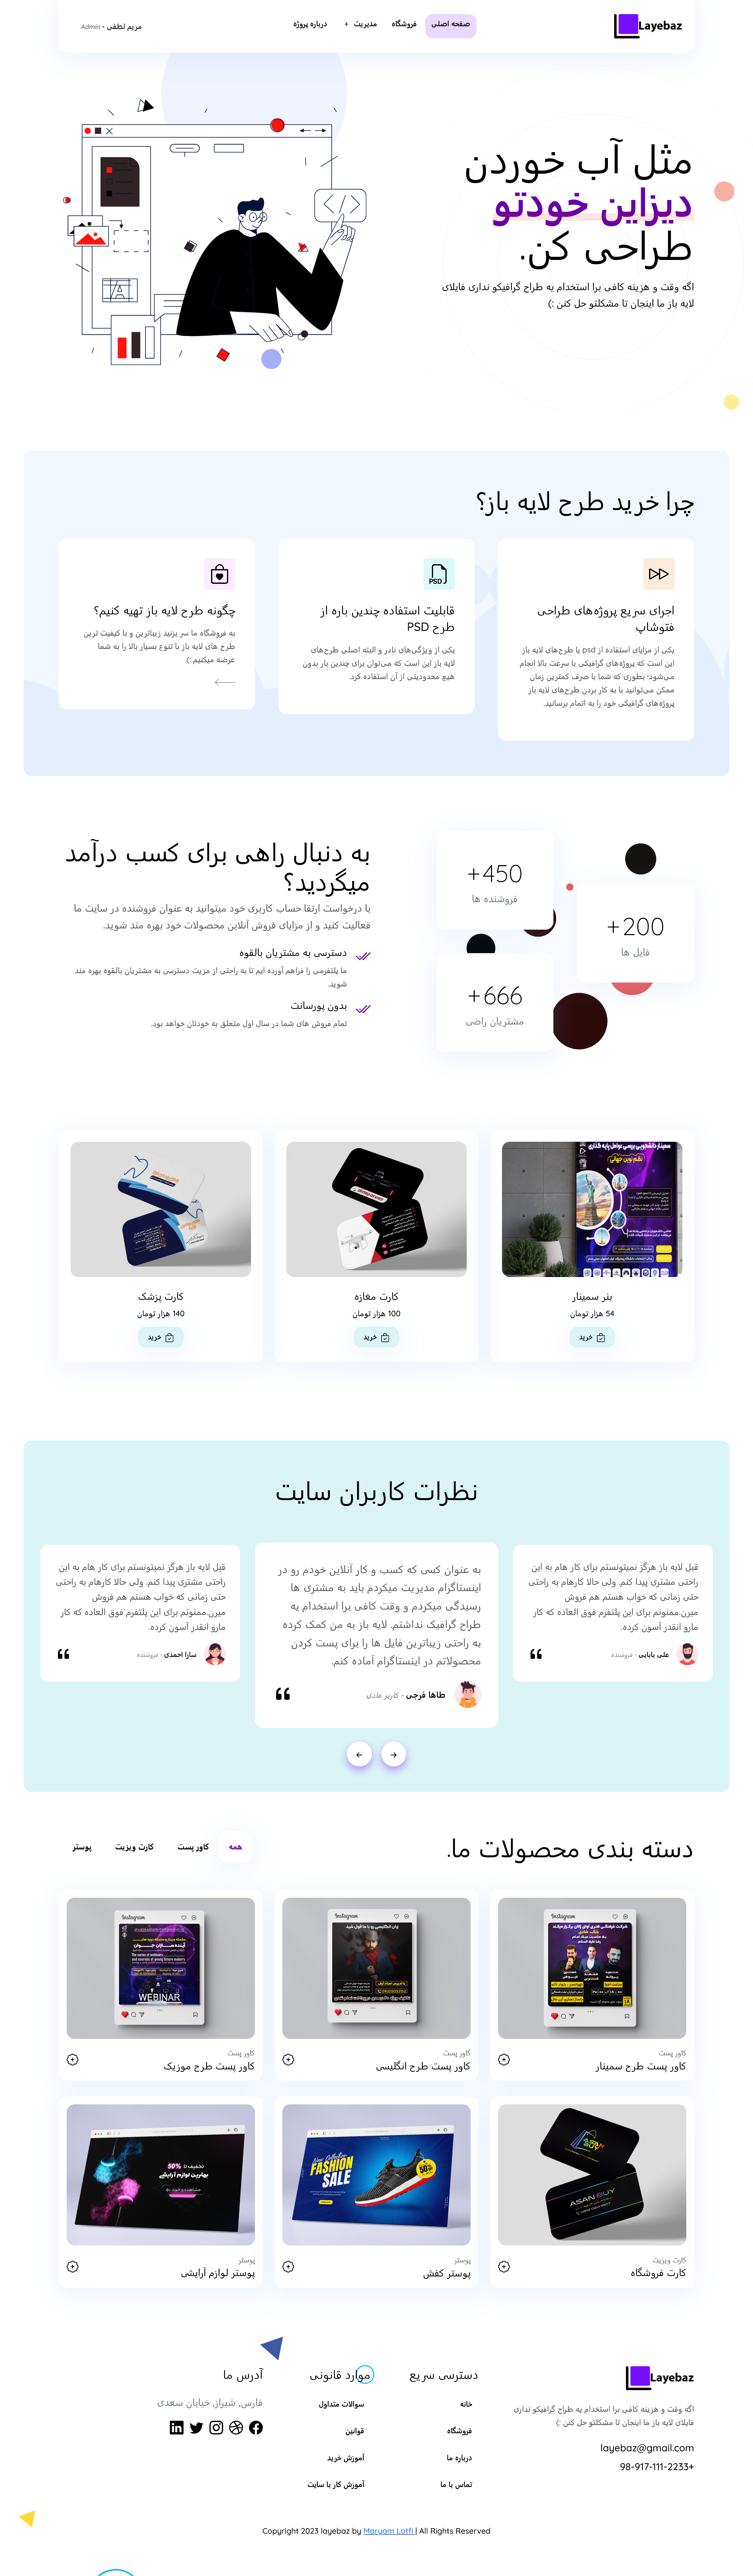 Layebaz
صفحه اصلی
فروشگاه
مدیریت +
درباره پروژه
مریم لطفی - Admin
مثل آب خوردن
دیزاین خودتو
طراحی کن.
اگه وقت و هزینه کافی برا استخدام یه طراح گرافیکو نداری فایلای
لایه باز ما اینجان تا مشکلتو حل کنن :)
چرا خرید طرح لایه باز؟
اجرای سریع پروژه‌های طراحی
فتوشاپ
یکی از مزایای استفاده از psd یا طرح‌های لایه باز
این است که پروژه‌های گرافیکی با سرعت بالا انجام
می‌شود؛ بطوری که شما با صرف کمترین زمان
ممکن می‌توانید با به کار بردن طرح‌های لایه باز
پروژه‌های گرافیکی خود را به اتمام برسانید.
PSD
قابلیت استفاده چندین باره از
طرح PSD
یکی از ویژگی‌های نادر و البته اصلی طرح‌های
لایه باز این است که می‌توان برای چندین بار بدون
هیچ محدودیتی از آن استفاده کرد.
چگونه طرح لایه باز تهیه کنیم؟
به فروشگاه ما سر بزنید زیباترین و با کیفیت ترین
طرح های لایه باز با تنوع بسیار بالا را به شما
عرضه میکنیم :)
+450
فروشنده ها
+200
فایل ها
+666
مشتریان راضی
به دنبال راهی برای کسب درآمد
میگردید؟
با درخواست ارتقا حساب کاربری خود میتوانید به عنوان فروشنده در سایت ما
فعالیت کنید و از مزایای فروش آنلاین محصولات خود بهره مند شوید.
دسترسی به مشتریان بالقوه
ما پلتفرمی را فراهم آورده ایم تا به راحتی از مزیت دسترسی به مشتریان بالقوه بهره مند
شوید.
بدون پورسانت
تمام فروش های شما در سال اول متعلق به خودتان خواهد بود.
بنر سمینار
54 هزار تومان
خرید
کارت مغازه
100 هزار تومان
خرید
کارت پزشک
140 هزار تومان
خرید
نظرات کاربران سایت
قبل لایه باز هرگز نمیتونستم برای کار هام به این
راحتی مشتری پیدا کنم. ولی حالا کارهام به راحتی
حتی زمانی که خواب هستم هم فروش
میرن.ممنونم برای این پلتفرم فوق العاده که کار
مارو انقدر آسون کرده.
علی بابایی - فروشنده
به عنوان کسی که کسب و کار آنلاین خودم رو در
اینستاگرام مدیریت میکردم باید به مشتری ها
رسیدگی میکردم و وقت کافی برا استخدام یه
طراح گرافیک نداشتم. لایه باز به من کمک کرده
به راحتی زیباترین فایل ها را برای پست کردن
محصولاتم در اینستاگرام آماده کنم.
طاها فرجی - کاربر عادی
قبل لایه باز هرگز نمیتونستم برای کار هام به این
راحتی مشتری پیدا کنم. ولی حالا کارهام به راحتی
حتی زمانی که خواب هستم هم فروش
میرن.ممنونم برای این پلتفرم فوق العاده که کار
مارو انقدر آسون کرده.
سارا احمدی - فروشنده
دسته بندی محصولات ما.
همه
کاور پست
کارت ویزیت
پوستر
Instagram
کاور پست
کاور پست طرح سمینار
Instagram
کاور پست
کاور پست طرح انگلیسی
Instagram
WEBINAR
کاور پست
کاور پست طرح موزیک
ASAN BUY
کارت ویزیت
کارت فروشگاه
FASHION
SALE
50%
پوستر
پوستر کفش
تخفیف تا 50%
بهترین لوازم آرایشی
پوستر
پوستر لوازم آرایشی
Layebaz
اگه وقت و هزینه کافی برا استخدام یه طراح گرافیکو نداری
فایلای لایه باز ما اینجان تا مشکلتو حل کنن :)
layebaz@gmail.com
98-917-111-2233+
دسترسی سریع
خانه
فروشگاه
درباره ما
تماس با ما
موارد قانونی
سوالات متداول
قوانین
آموزش خرید
آموزش کار با سایت
آدرس ما
فارس, شیراز, خیابان سعدی
Copyright 2023 layebaz by Maryam Lotfi | All Rights Reserved